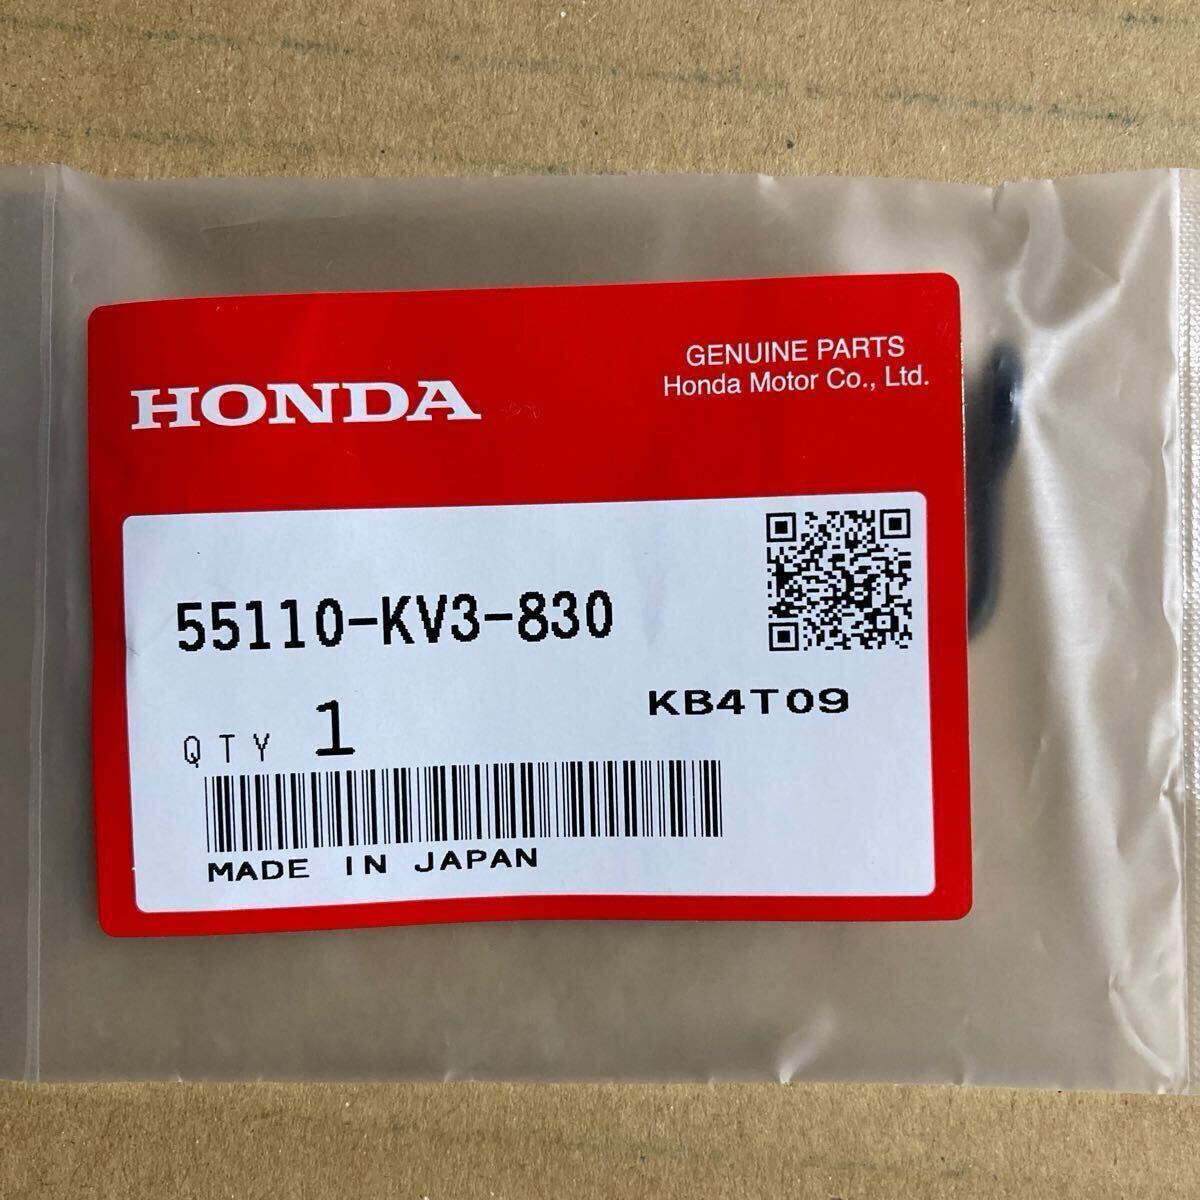 GENUINE PARTS
Honda Motor Co., Ltd.
HONDA
55110-KV3-830
KB4T09
QTY 1
MADE IN JAPAN